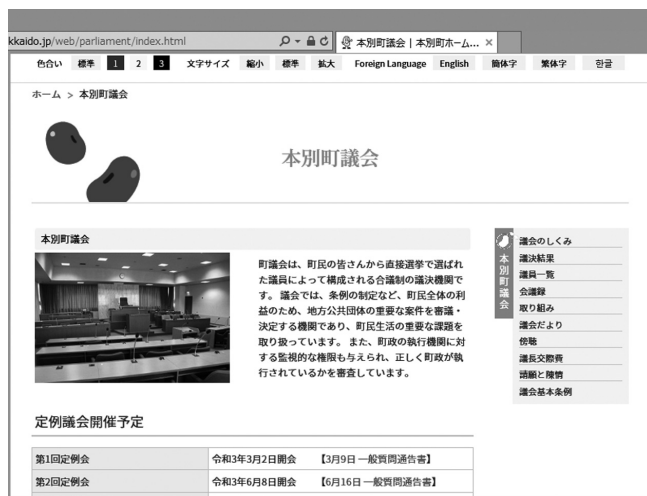 kkaido.jp/web/parliament/index.html
本別町議会 | 本別町ホーム... ×
色合い 標準 1 2 3 文字サイズ 縮小 標準 拡大 Foreign Language English 簡体字 繁体字 한글
ホーム > 本別町議会
本別町議会
本別町議会
町議会は、町民の皆さんから直接選挙で選ばれ
た議員によって構成される合議制の議決機関で
す。 議会では、条例の制定など、町民全体の利
益のため、地方公共団体の重要な案件を審議・
決定する機関であり、町民生活の重要な課題を
取り扱っています。 また、町政の執行機関に対
する監視的な権限も与えられ、正しく町政が執
行されているかを審査しています。
本別町議会
議会のしくみ
議決結果
議員一覧
会議録
取り組み
議会だより
傍聴
議長交際費
請願と陳情
議会基本条例
定例議会開催予定
第1回定例会 令和3年3月2日開会 【3月9日 一般質問通告書】
第2回定例会 令和3年6月8日開会 【6月16日 一般質問通告書】